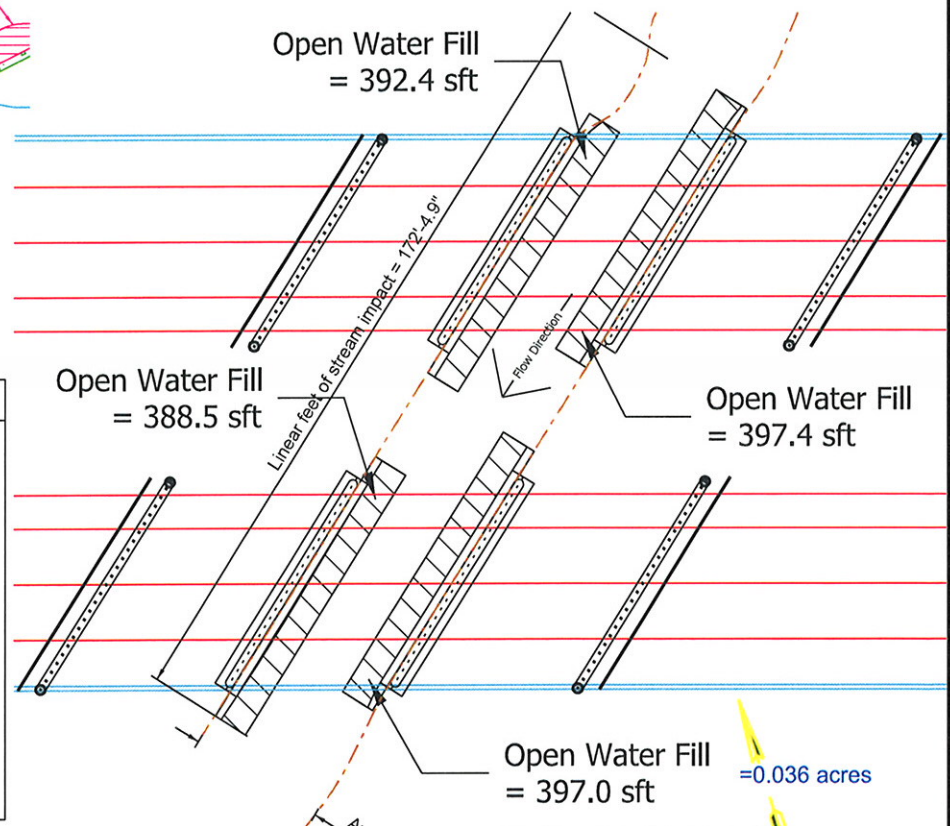 Open Water Fill
= 392.4 sft
Linear feet of stream impact = 172'-4.9"
Flow Direction
Open Water Fill
= 388.5 sft
Open Water Fill
= 397.4 sft
Open Water Fill
= 397.0 sft
=0.036 acres